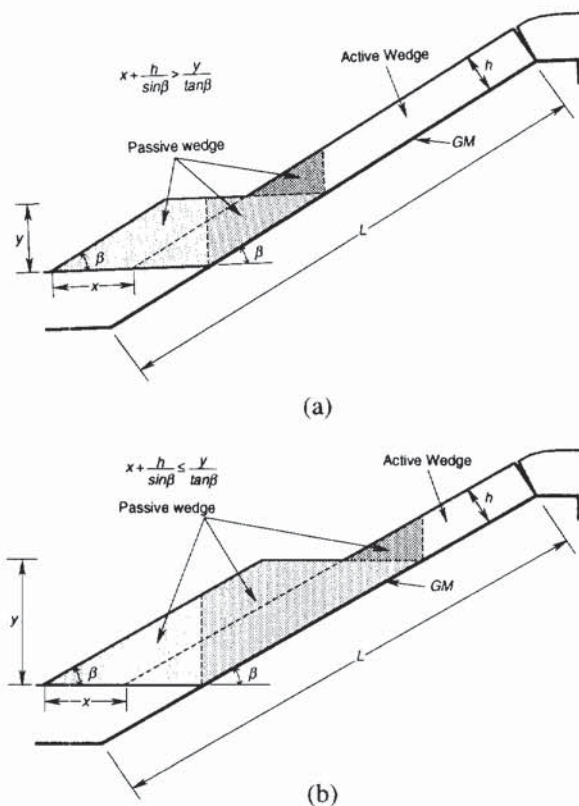 x + h/sinβ > y/tanβ
Active Wedge
h
Passive wedge
GM
y
L
β
β
x
(a)
x + h/sinβ ≤ y/tanβ
Active Wedge
h
Passive wedge
GM
y
L
β
β
x
(b)